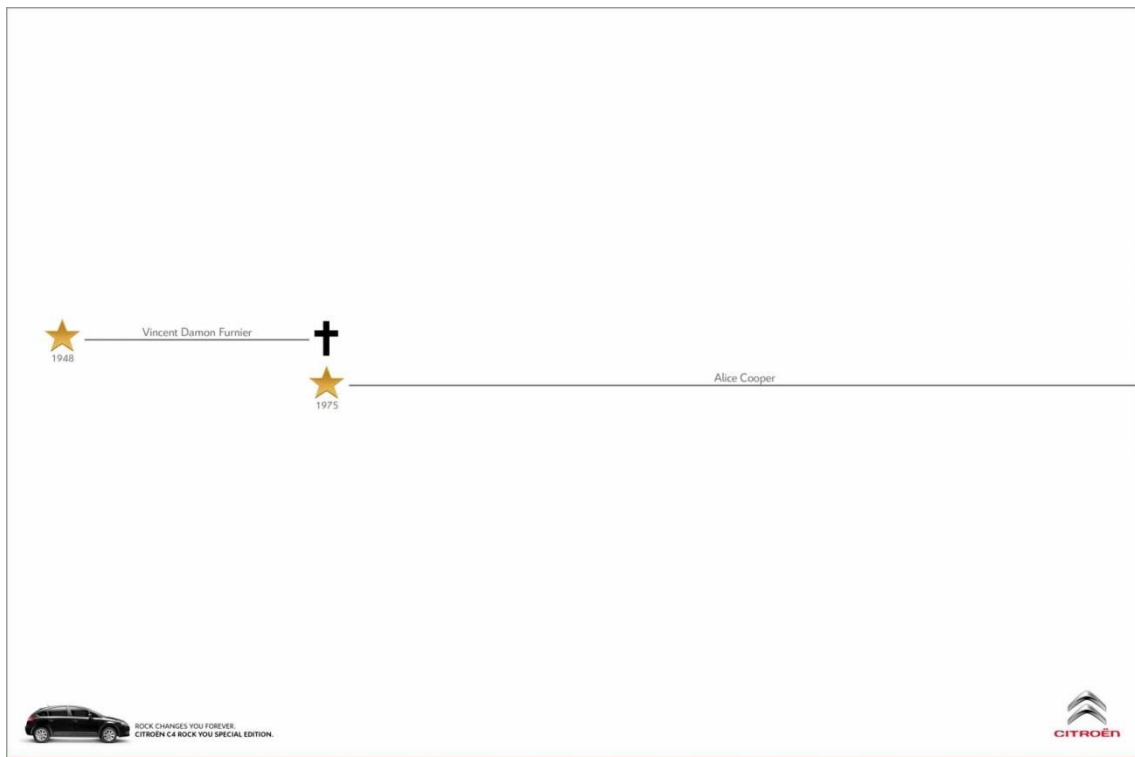 Vincent Damon Furnier
1948
Alice Cooper
1975
ROCK CHANGES YOU FOREVER.
CITROËN C4 ROCK YOU SPECIAL EDITION.
CITROËN